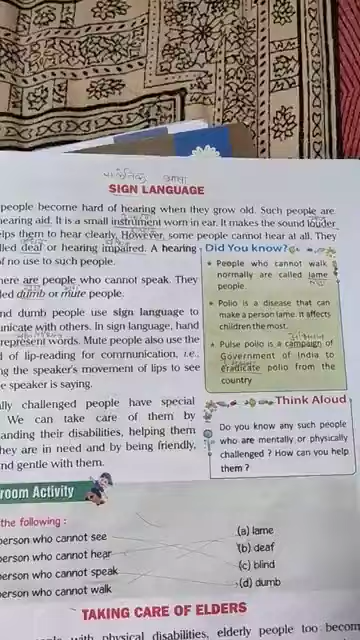 SIGN LANGUAGE
people become hard of hearing when they grow old. Such people are
hearing aid. It is a small instrument worn in ear. It makes the sound louder
elps them to hear clearly. However, some people cannot hear at all. They
lled deaf or hearing impaired. A hearing
of no use to such people.
here are people who cannot speak. They
led dumb or mute people.
nd dumb people use sign language to
unicate with others. In sign language, hand
represent words. Mute people also use the
d of lip-reading for communication, i.e.,
ng the speaker's movement of lips to see
e speaker is saying.
lly challenged people have special
We can take care of them by
anding their disabilities, helping them
hey are in need and by being friendly,
nd gentle with them.
Did You know?
• People who cannot walk
normally are called lame
people.
• Polio is a disease that can
make a person lame. It affects
children the most.
• Pulse polio is a campaign of
Government of India to
eradicate polio from the
country
Think Aloud
Do you know any such people
who are mentally or physically
challenged ? How can you help
them ?
room Activity
the following :
person who cannot see
person who cannot hear
person who cannot speak
person who cannot walk
(a) lame
(b) deaf
(c) blind
(d) dumb
TAKING CARE OF ELDERS
with physical disabilities, elderly people too becom